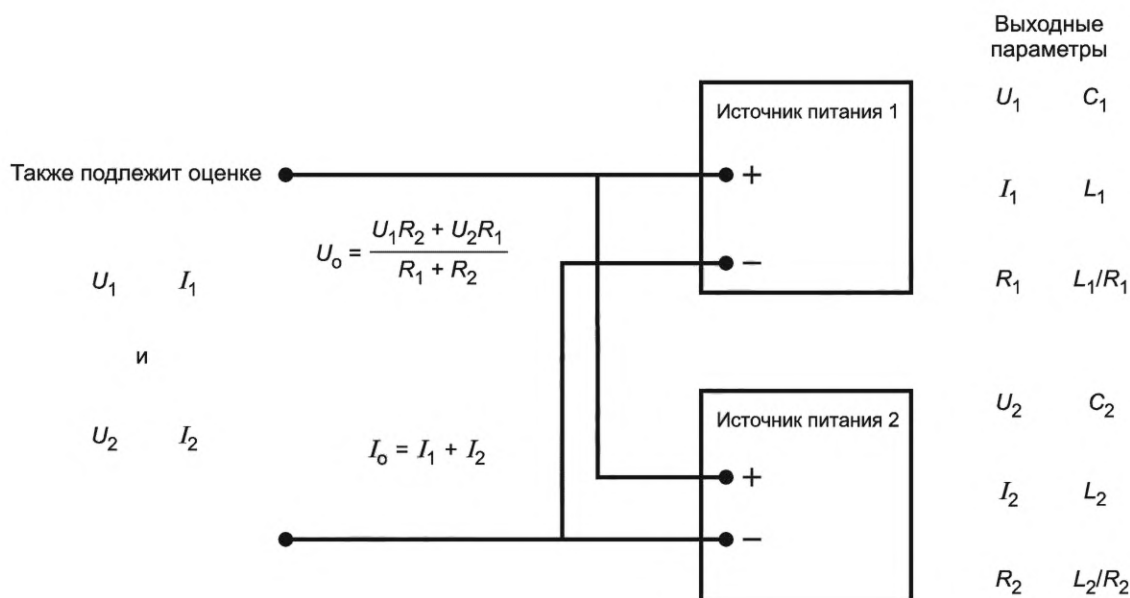 Выходные
параметры
Источник питания 1
U₁ C₁
Также подлежит оценке
+
I₁ L₁
Uₒ = (U₁R₂ + U₂R₁) / (R₁ + R₂)
−
U₁ I₁
R₁ L₁/R₁
и
Источник питания 2
U₂ C₂
U₂ I₂
Iₒ = I₁ + I₂
+
I₂ L₂
−
R₂ L₂/R₂